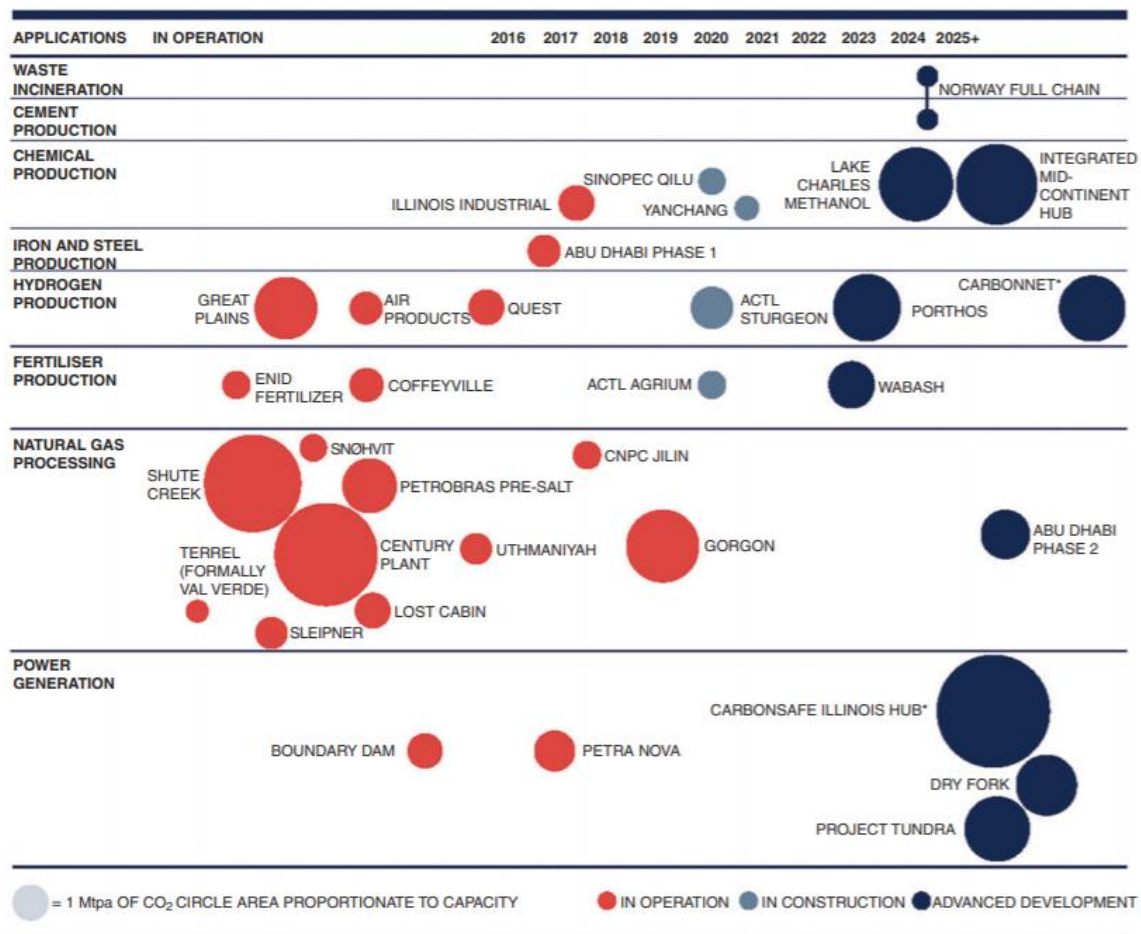 APPLICATIONS IN OPERATION 2016 2017 2018 2019 2020 2021 2022 2023 2024 2025+
WASTE
INCINERATION
NORWAY FULL CHAIN
CEMENT
PRODUCTION
CHEMICAL
PRODUCTION
ILLINOIS INDUSTRIAL
SINOPEC QILU
YANCHANG
LAKE
CHARLES
METHANOL
INTEGRATED
MID-
CONTINENT
HUB
IRON AND STEEL
PRODUCTION
ABU DHABI PHASE 1
HYDROGEN
PRODUCTION
GREAT
PLAINS
AIR
PRODUCTS
QUEST
ACTL
STURGEON
PORTHOS
CARBONNET*
FERTILISER
PRODUCTION
ENID
FERTILIZER
COFFEYVILLE
ACTL AGRIUM
WABASH
NATURAL GAS
PROCESSING
SHUTE
CREEK
SNØHVIT
PETROBRAS PRE-SALT
CNPC JILIN
TERREL
(FORMALLY
VAL VERDE)
CENTURY
PLANT
UTHMANIYAH
GORGON
ABU DHABI
PHASE 2
LOST CABIN
SLEIPNER
POWER
GENERATION
BOUNDARY DAM
PETRA NOVA
CARBONSAFE ILLINOIS HUB*
DRY FORK
PROJECT TUNDRA
= 1 Mtpa OF CO₂ CIRCLE AREA PROPORTIONATE TO CAPACITY
IN OPERATION
IN CONSTRUCTION
ADVANCED DEVELOPMENT